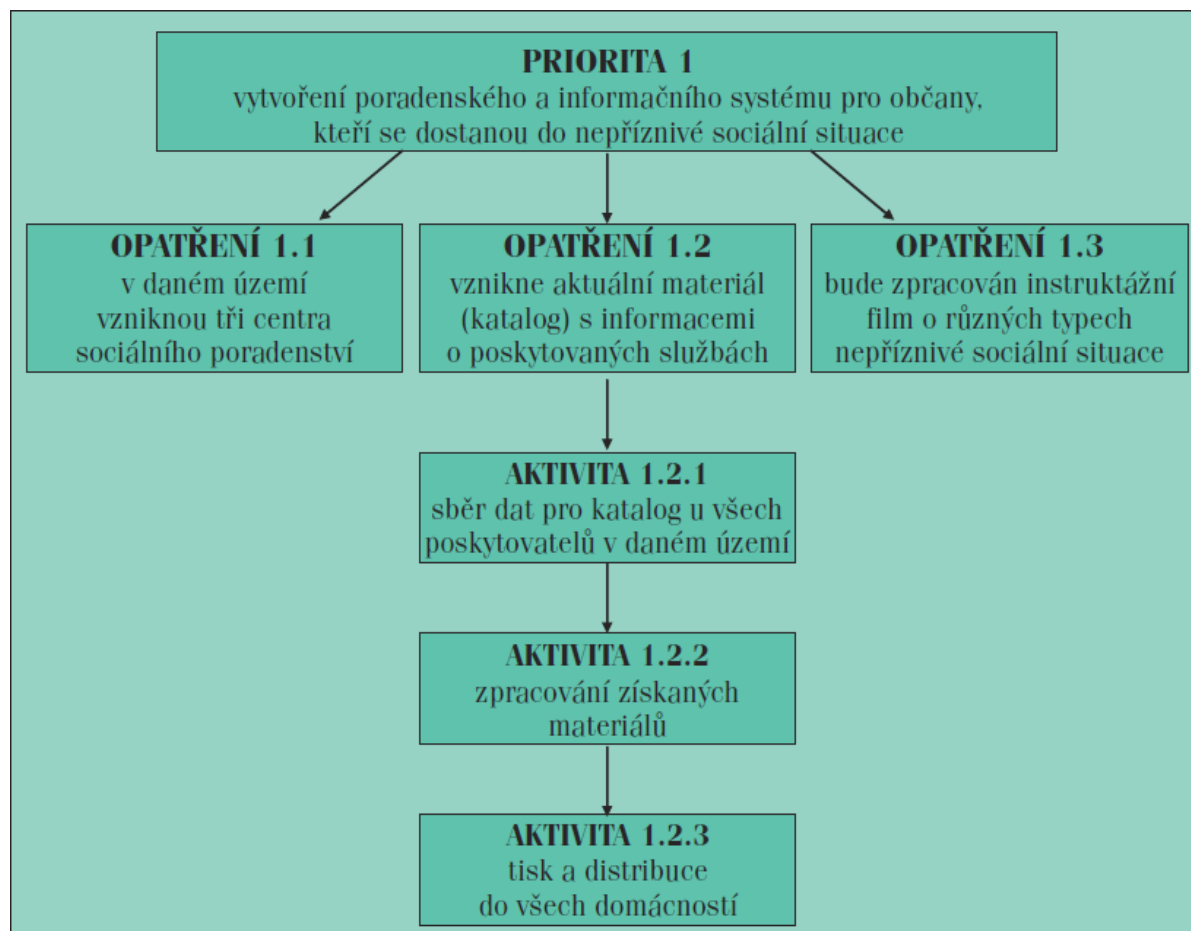 PRIORITA 1
vytvoření poradenského a informačního systému pro občany,
kteří se dostanou do nepříznivé sociální situace
OPATŘENÍ 1.1
v daném území
vzniknou tři centra
sociálního poradenství
OPATŘENÍ 1.2
vznikne aktuální materiál
(katalog) s informacemi
o poskytovaných službách
OPATŘENÍ 1.3
bude zpracován instruktážní
film o různých typech
nepříznivé sociální situace
AKTIVITA 1.2.1
sběr dat pro katalog u všech
poskytovatelů v daném území
AKTIVITA 1.2.2
zpracování získaných
materiálů
AKTIVITA 1.2.3
tisk a distribuce
do všech domácností